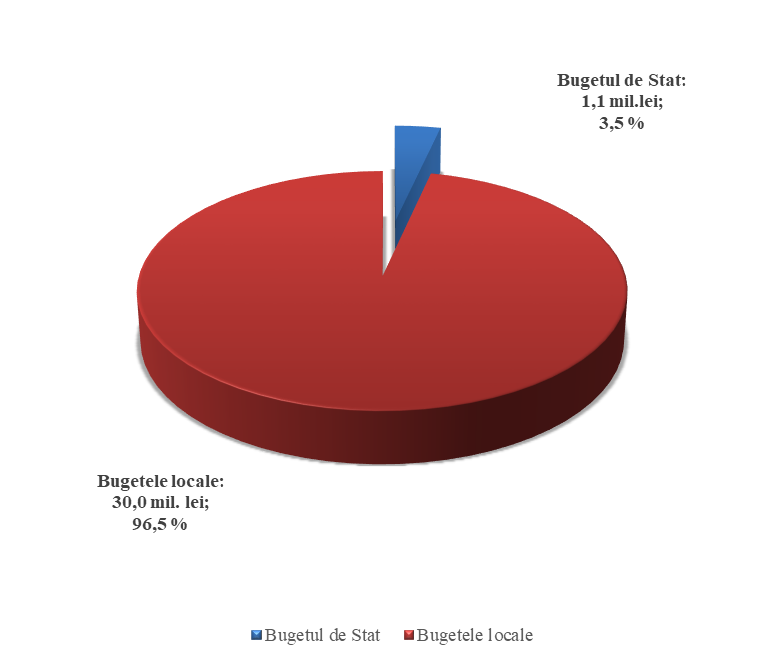 Bugetul de Stat:
1,1 mil.lei;
3,5 %
Bugetele locale:
30,0 mil. lei;
96,5 %
Bugetul de Stat
Bugetele locale